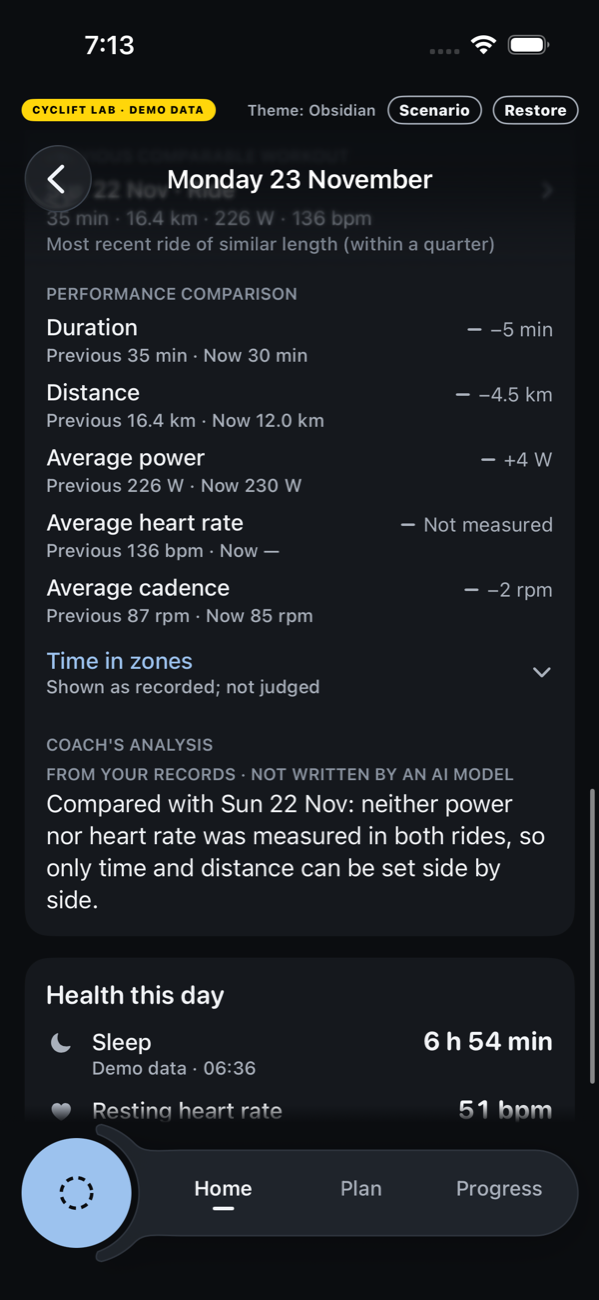 7:13
CYCLIFT LAB · DEMO DATA
Theme: Obsidian
Scenario
Restore
Monday 23 November
22 Nov · Ride
35 min · 16.4 km · 226 W · 136 bpm
Most recent ride of similar length (within a quarter)
PERFORMANCE COMPARISON
Duration
– −5 min
Previous 35 min · Now 30 min
Distance
– −4.5 km
Previous 16.4 km · Now 12.0 km
Average power
– +4 W
Previous 226 W · Now 230 W
Average heart rate
– Not measured
Previous 136 bpm · Now —
Average cadence
– −2 rpm
Previous 87 rpm · Now 85 rpm
Time in zones
Shown as recorded; not judged
COACH'S ANALYSIS
FROM YOUR RECORDS · NOT WRITTEN BY AN AI MODEL
Compared with Sun 22 Nov: neither power
nor heart rate was measured in both rides, so
only time and distance can be set side by
side.
Health this day
Sleep
6 h 54 min
Demo data · 06:36
Resting heart rate
51 bpm
Home
Plan
Progress